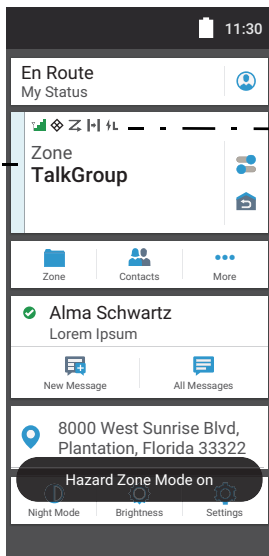 11:30
En Route
My Status
Zone
TalkGroup
Zone
Contacts
More
Alma Schwartz
Lorem Ipsum
New Message
All Messages
8000 West Sunrise Blvd,
Plantation, Florida 33322
Hazard Zone Mode on
Night Mode
Brightness
Settings